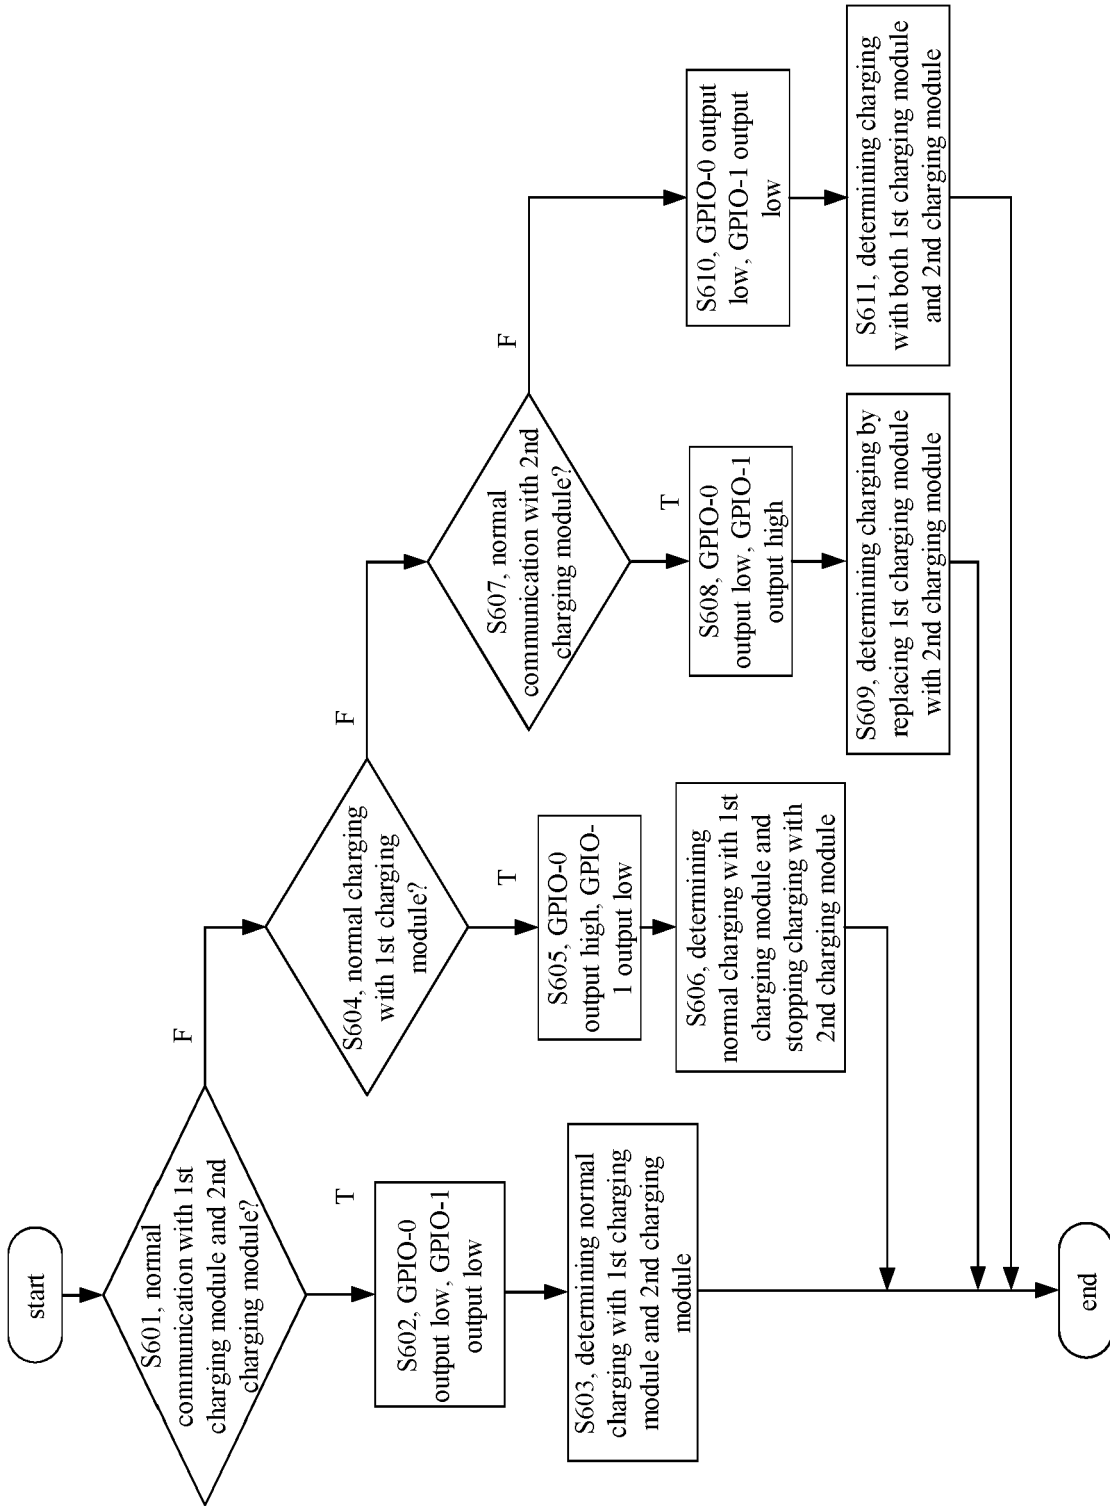 start
S601, normal
communication with 1st
charging module and 2nd
charging module?
F
T
S602, GPIO-0
output low, GPIO-1
output low
S603, determining normal
charging with 1st charging
module and 2nd charging
module
S604, normal charging
with 1st charging
module?
F
T
S605, GPIO-0
output high, GPIO-
1 output low
S606, determining
normal charging with 1st
charging module and
stopping charging with
2nd charging module
S607, normal
communication with 2nd
charging module?
F
T
S608, GPIO-0
output low, GPIO-1
output high
S609, determining charging by
replacing 1st charging module
with 2nd charging module
S610, GPIO-0 output
low, GPIO-1 output
low
S611, determining charging
with both 1st charging module
and 2nd charging module
end